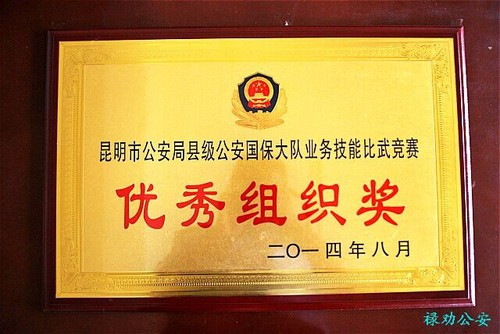 昆明市公安局县级公安国保大队业务技能比武竞赛
优秀组织奖
二〇一四年八月
禄劝公安